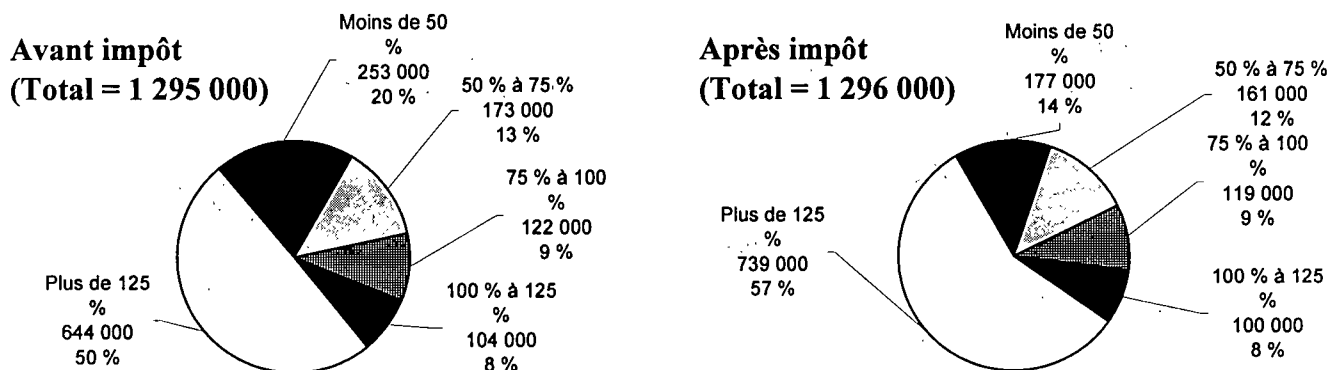 Avant impôt
(Total = 1 295 000)
Moins de 50
%
253 000
20 %
50 % à 75 %
173 000
13 %
75 % à 100
%
122 000
9 %
100 % à 125
%
104 000
8 %
Plus de 125
%
644 000
50 %
Après impôt
(Total = 1 296 000)
Moins de 50
%
177 000
14 %
50 % à 75 %
161 000
12 %
75 % à 100
%
119 000
9 %
100 % à 125
%
100 000
8 %
Plus de 125
%
739 000
57 %